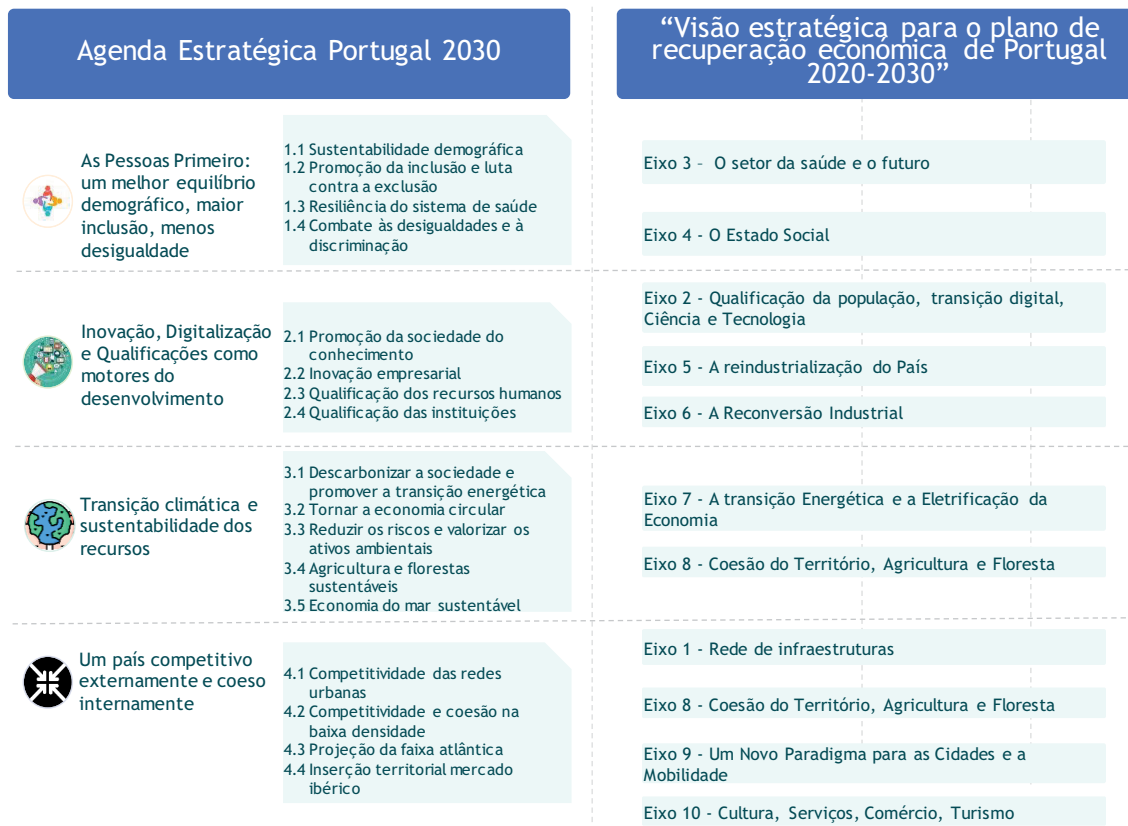 Agenda Estratégica Portugal 2030
“Visão estratégica para o plano de
recuperação económica de Portugal
2020-2030”
As Pessoas Primeiro:
um melhor equilíbrio
demográfico, maior
inclusão, menos
desigualdade
1.1 Sustentabilidade demográfica
1.2 Promoção da inclusão e luta
contra a exclusão
1.3 Resiliência do sistema de saúde
1.4 Combate às desigualdades e à
discriminação
Eixo 3 - O setor da saúde e o futuro
Eixo 4 - O Estado Social
Inovação, Digitalização
e Qualificações como
motores do
desenvolvimento
2.1 Promoção da sociedade do
conhecimento
2.2 Inovação empresarial
2.3 Qualificação dos recursos humanos
2.4 Qualificação das instituições
Eixo 2 - Qualificação da população, transição digital,
Ciência e Tecnologia
Eixo 5 - A reindustrialização do País
Eixo 6 - A Reconversão Industrial
Transição climática e
sustentabilidade dos
recursos
3.1 Descarbonizar a sociedade e
promover a transição energética
3.2 Tornar a economia circular
3.3 Reduzir os riscos e valorizar os
ativos ambientais
3.4 Agricultura e florestas
sustentáveis
3.5 Economia do mar sustentável
Eixo 7 - A transição Energética e a Eletrificação da
Economia
Eixo 8 - Coesão do Território, Agricultura e Floresta
Um país competitivo
externamente e coeso
internamente
4.1 Competitividade das redes
urbanas
4.2 Competitividade e coesão na
baixa densidade
4.3 Projeção da faixa atlântica
4.4 Inserção territorial mercado
ibérico
Eixo 1 - Rede de infraestruturas
Eixo 8 - Coesão do Território, Agricultura e Floresta
Eixo 9 - Um Novo Paradigma para as Cidades e a
Mobilidade
Eixo 10 - Cultura, Serviços, Comércio, Turismo